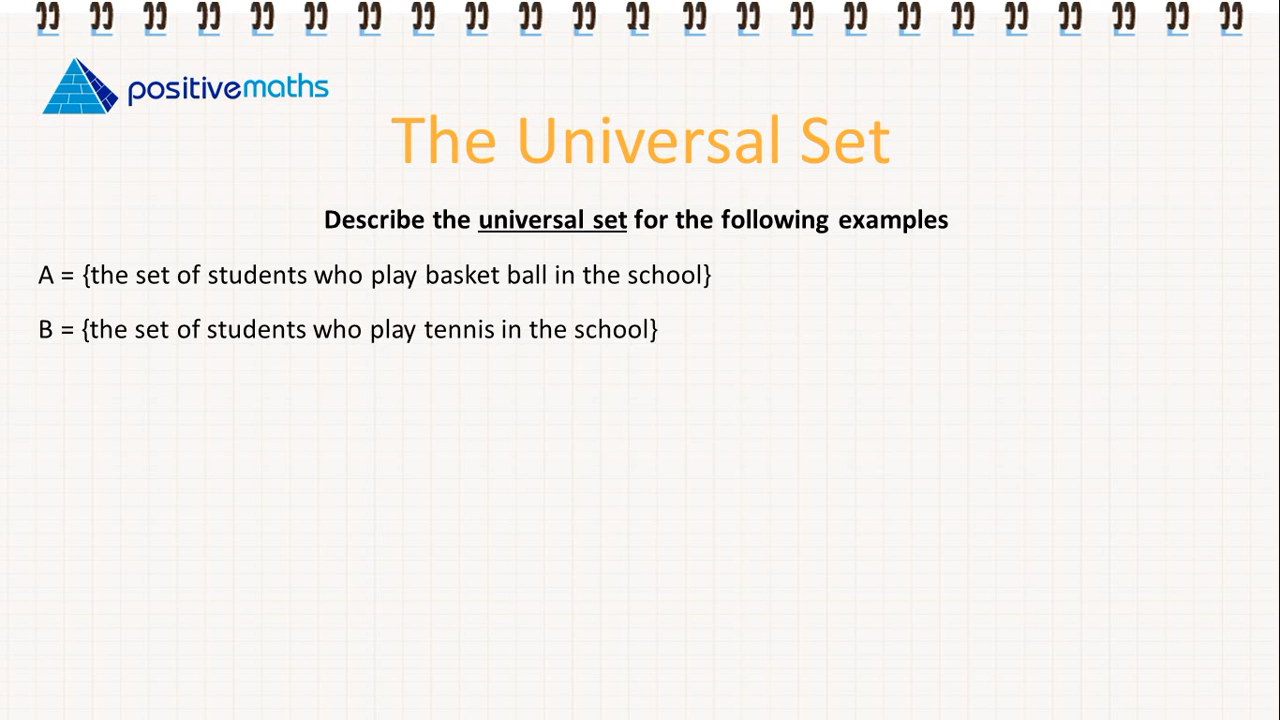 positivemaths
The Universal Set
Describe the universal set for the following examples
A = {the set of students who play basket ball in the school}
B = {the set of students who play tennis in the school}